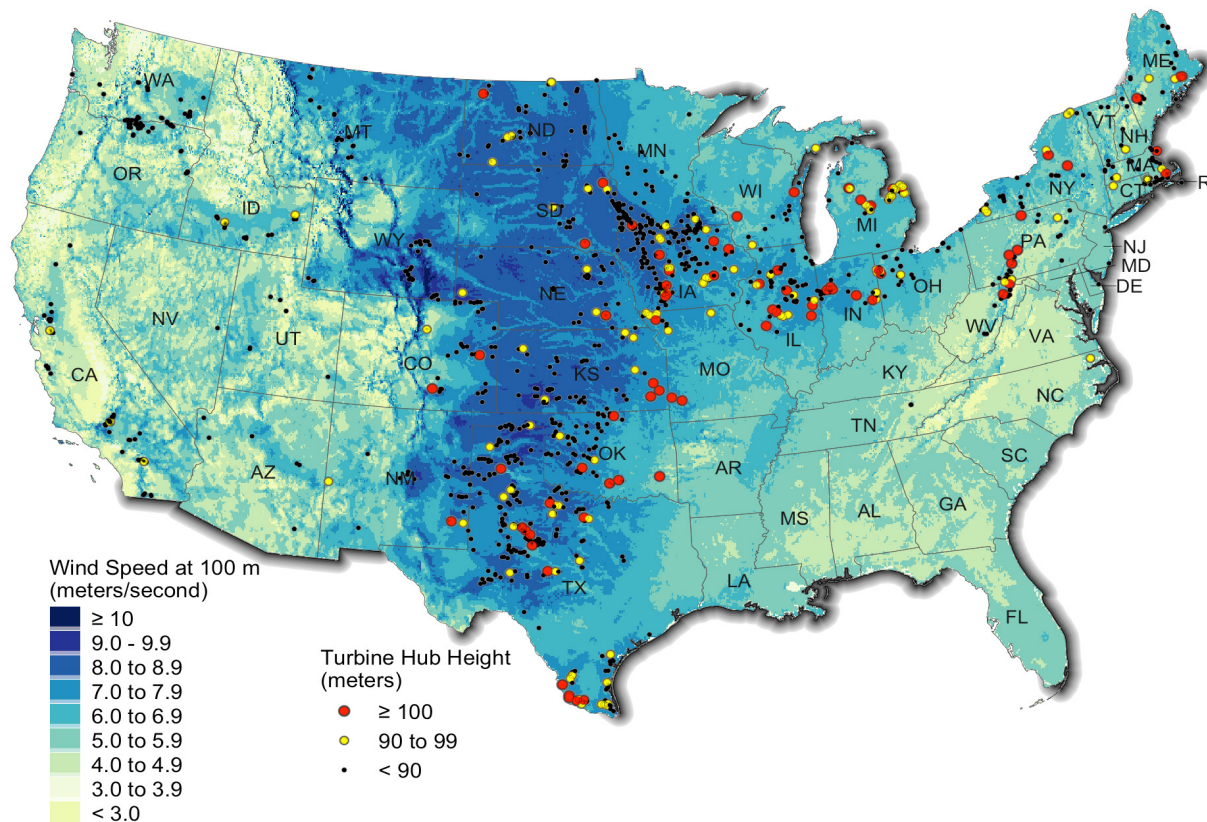 WA
MT
ND
MN
ME
VT
NH
MA
CT
R
NY
OR
ID
WY
SD
WI
MI
PA
NJ
MD
DE
NV
UT
CO
NE
IA
IL
IN
OH
WV
VA
CA
KS
MO
KY
NC
AZ
NM
OK
AR
TN
SC
MS
AL
GA
TX
LA
FL
Wind Speed at 100 m
(meters/second)
≥ 10
9.0 - 9.9
8.0 to 8.9
7.0 to 7.9
6.0 to 6.9
5.0 to 5.9
4.0 to 4.9
3.0 to 3.9
< 3.0
Turbine Hub Height
(meters)
≥ 100
90 to 99
< 90